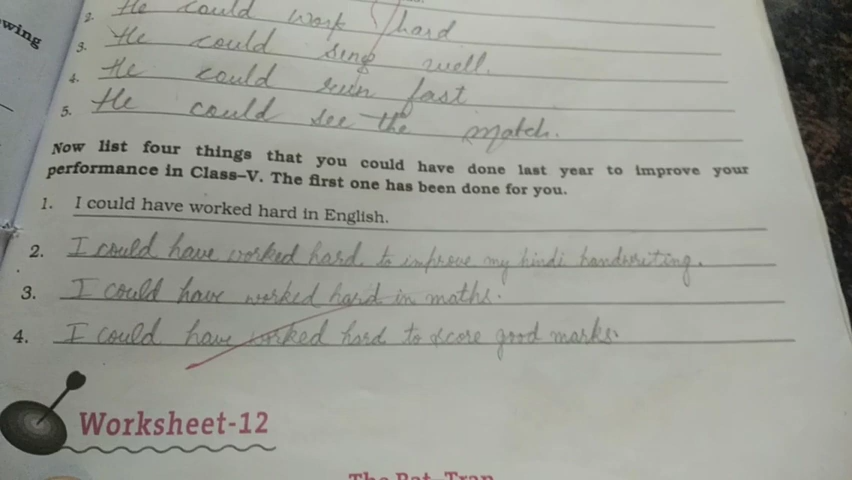 wing
2. He could work hard
3. He could sing well.
4. He could run fast
5. He could see the match.
Now list four things that you could have done last year to improve your
performance in Class–V. The first one has been done for you.
1. I could have worked hard in English.
2. I could have worked hard. to improve my hindi handwriting.
3. I could have worked hard in maths.
4. I could have worked hard to score good marks.
Worksheet-12
The Rat-Trap